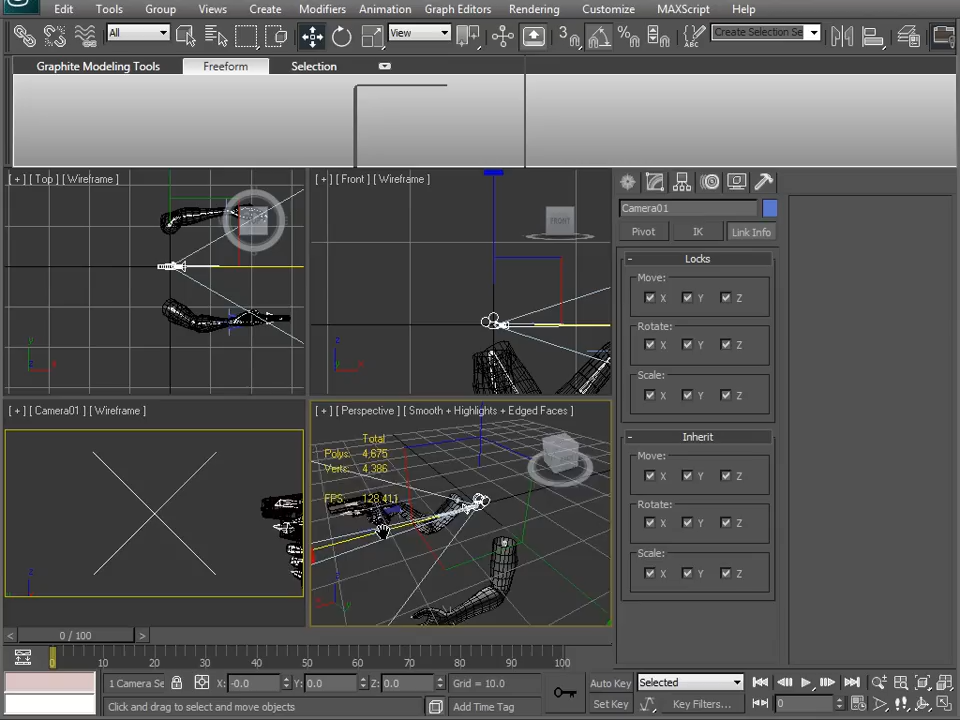 Edit Tools Group Views Create Modifiers Animation Graph Editors Rendering Customize MAXScript Help
All View 3 Create Selection Se
Graphite Modeling Tools Freeform Selection
[ + ] [ Top ] [ Wireframe ]
[ + ] [ Front ] [ Wireframe ]
FRONT
z
x
y
z
x
[ + ] [ Camera01 ] [ Wireframe ]
z
[ + ] [ Perspective ] [ Smooth + Highlights + Edged Faces ]
Total
Polys: 4,675
Verts: 4,386
FPS: 128.411
Camera01
Pivot IK Link Info
- Locks
Move:
X Y Z
Rotate:
X Y Z
Scale:
X Y Z
- Inherit
Move:
X Y Z
Rotate:
X Y Z
Scale:
X Y Z
< 0 / 100 >
0 10 20 30 40 50 60 70 80 90 100
1 Camera Se X: -0.0 Y: 0.0 Z: 0.0 Grid = 10.0 Auto Key Selected
Click and drag to select and move objects Add Time Tag Set Key Key Filters... 0